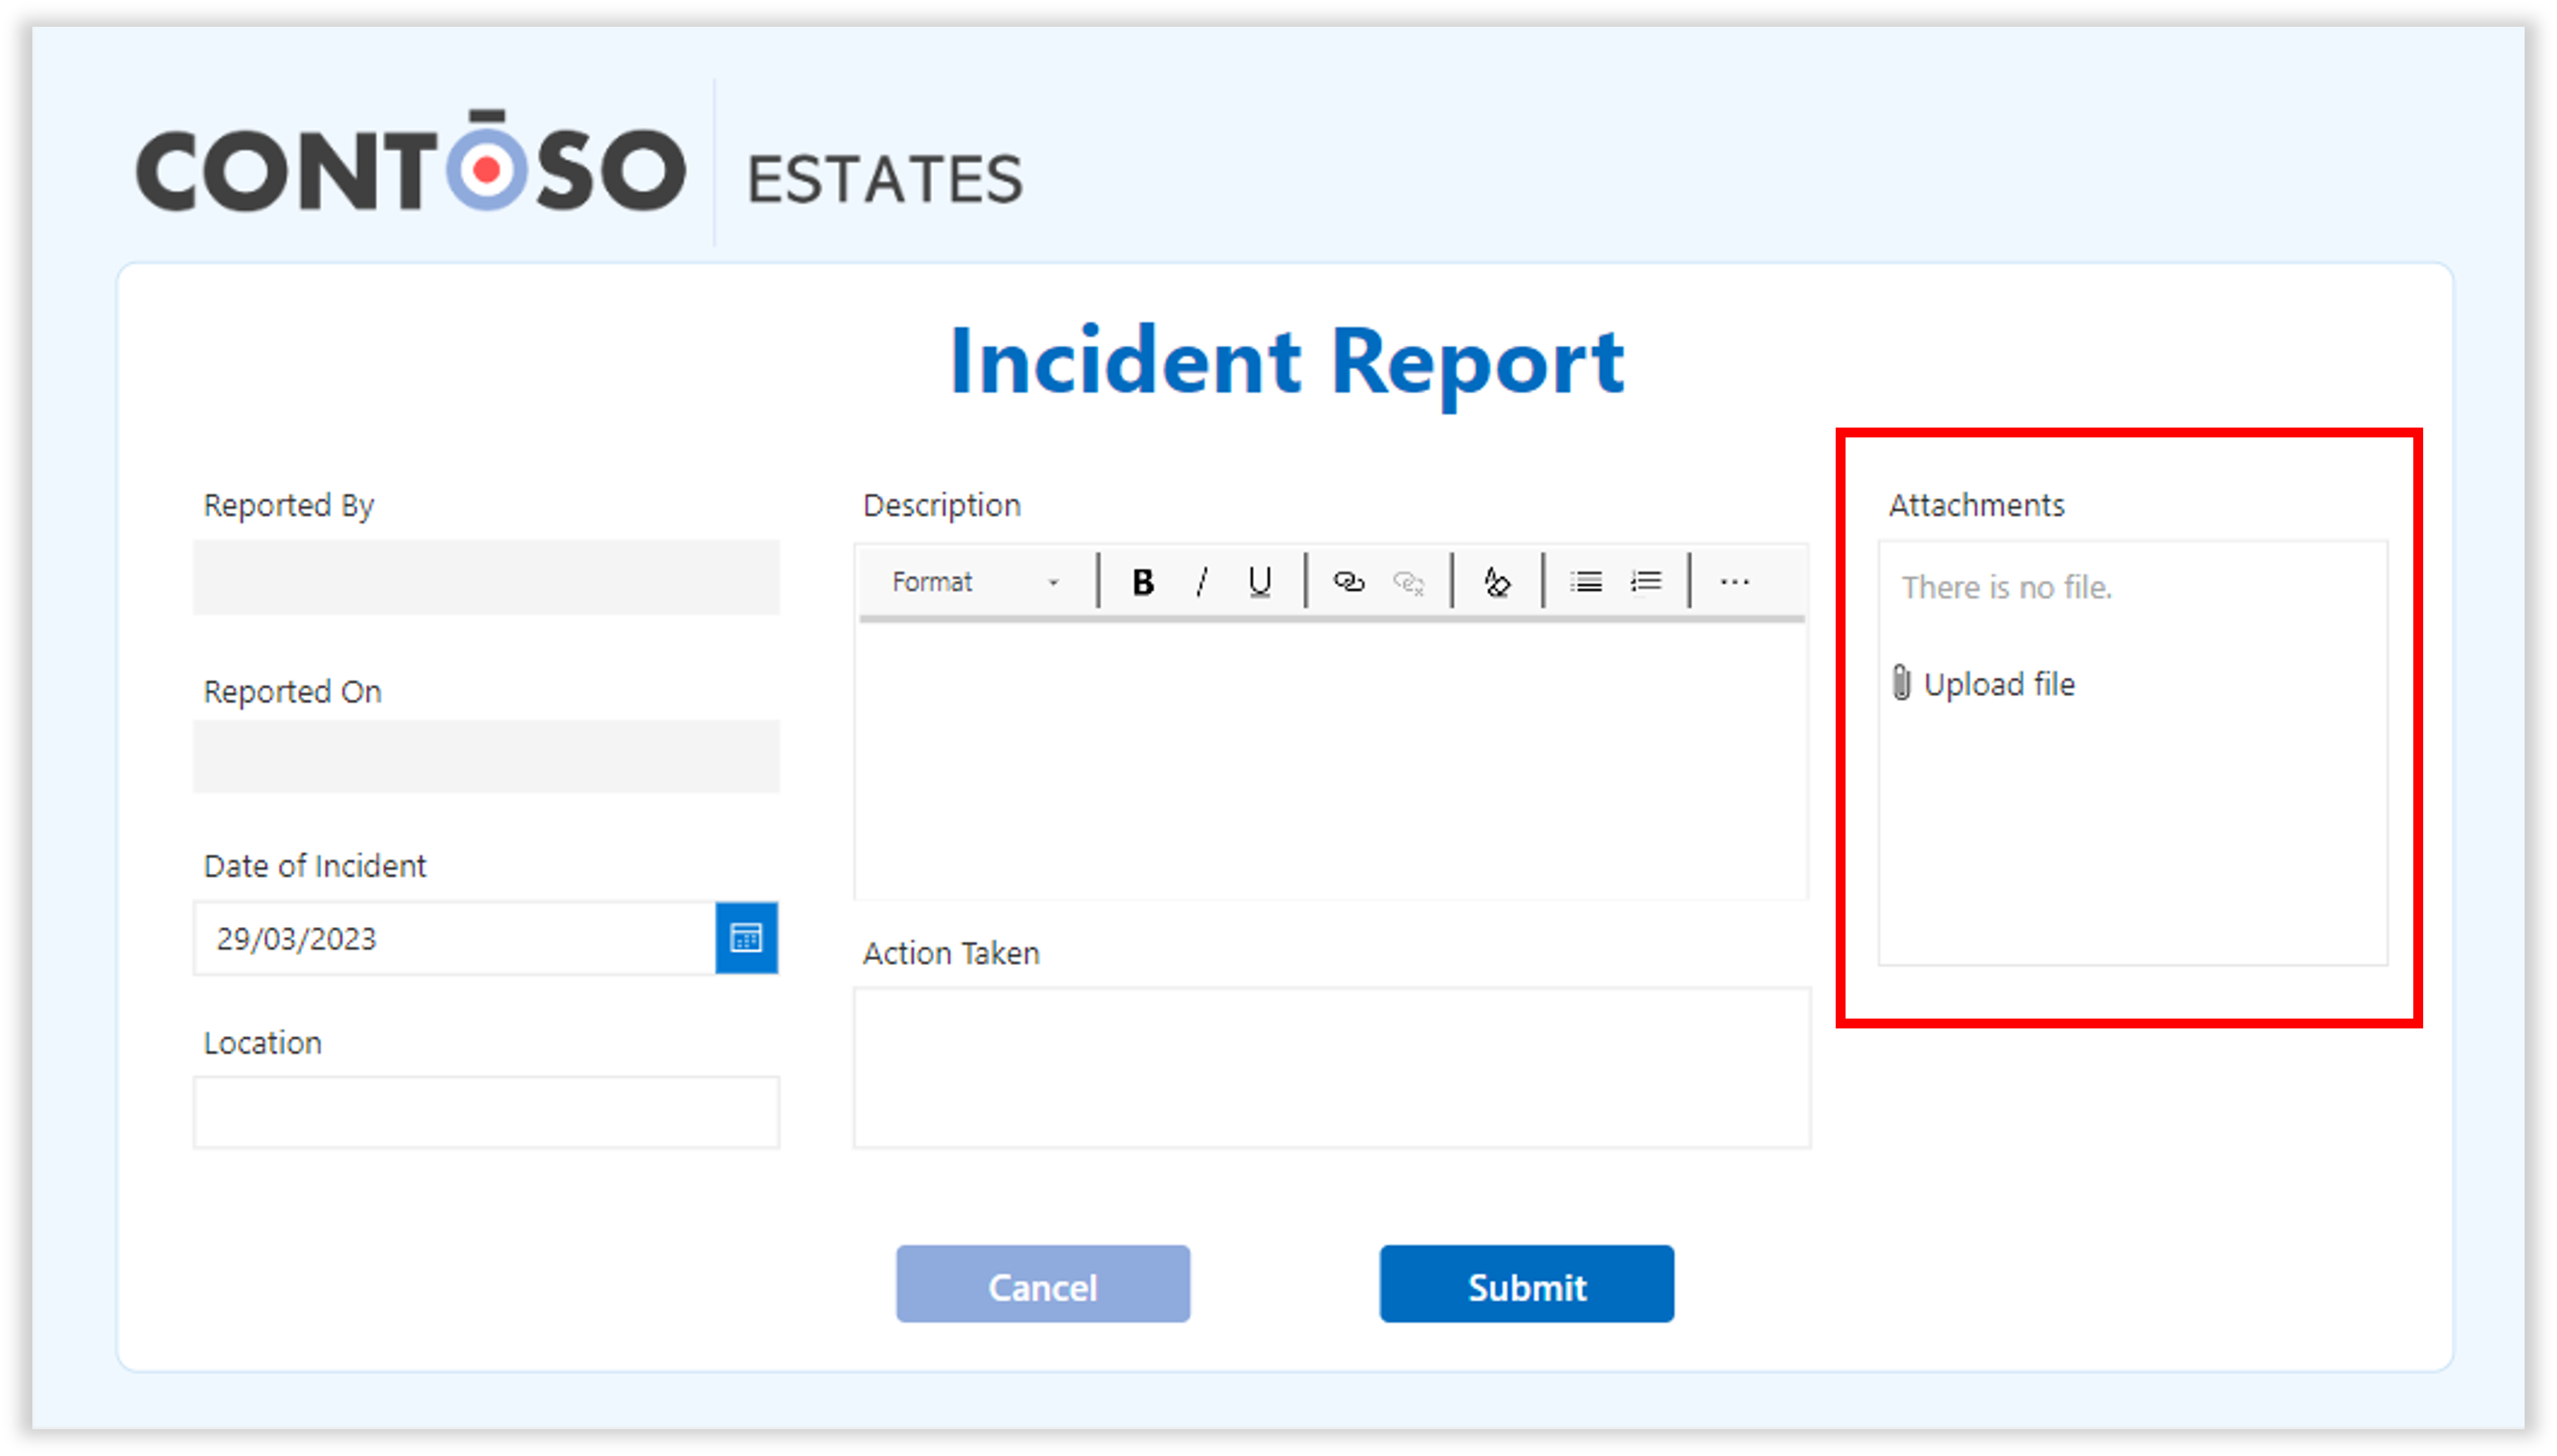 CONTŌSO
ESTATES
Incident Report
Reported By
Reported On
Date of Incident
29/03/2023
Location
Description
Format
B / U
Action Taken
Attachments
There is no file.
Upload file
Cancel
Submit